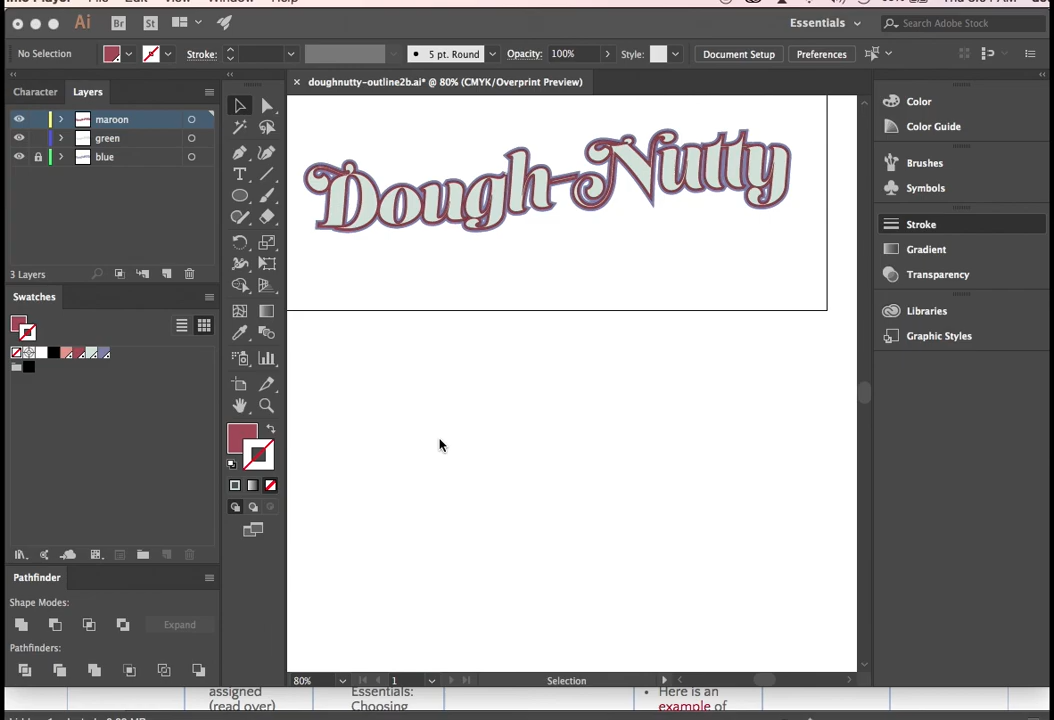 Window
Help
Ai
Br
St
Essentials
Search Adobe Stock
No Selection
Stroke:
5 pt. Round
Opacity: 100%
Style:
Document Setup
Preferences
× doughnutty-outline2b.ai* @ 80% (CMYK/Overprint Preview)
Character
Layers
maroon
green
blue
3 Layers
Swatches
Pathfinder
Shape Modes:
Expand
Pathfinders:
Dough-Nutty
Color
Color Guide
Brushes
Symbols
Stroke
Gradient
Transparency
Libraries
Graphic Styles
80%
1
Selection
assigned
(read over)
Essentials:
Choosing
• Here is an
example of